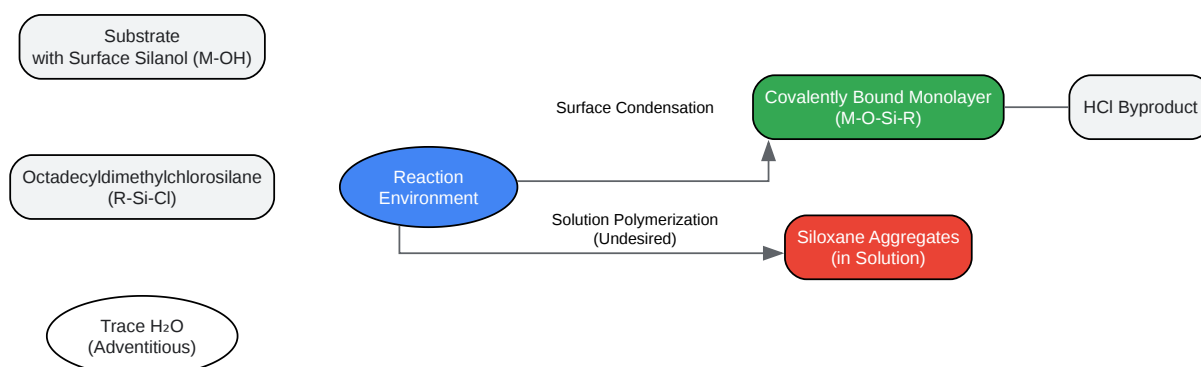 Substrate
with Surface Silanol (M-OH)
Surface Condensation
Covalently Bound Monolayer
(M-O-Si-R)
HCl Byproduct
Octadecyldimethylchlorosilane
(R-Si-Cl)
Reaction
Environment
Solution Polymerization
(Undesired)
Siloxane Aggregates
(in Solution)
Trace H₂O
(Adventitious)